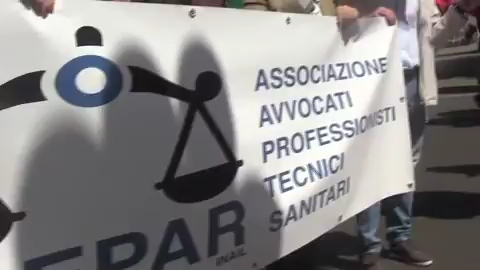 ASSOCIAZIONE
AVVOCATI
PROFESSIONISTI
TECNICI
SANITARI
EPAR
INAIL